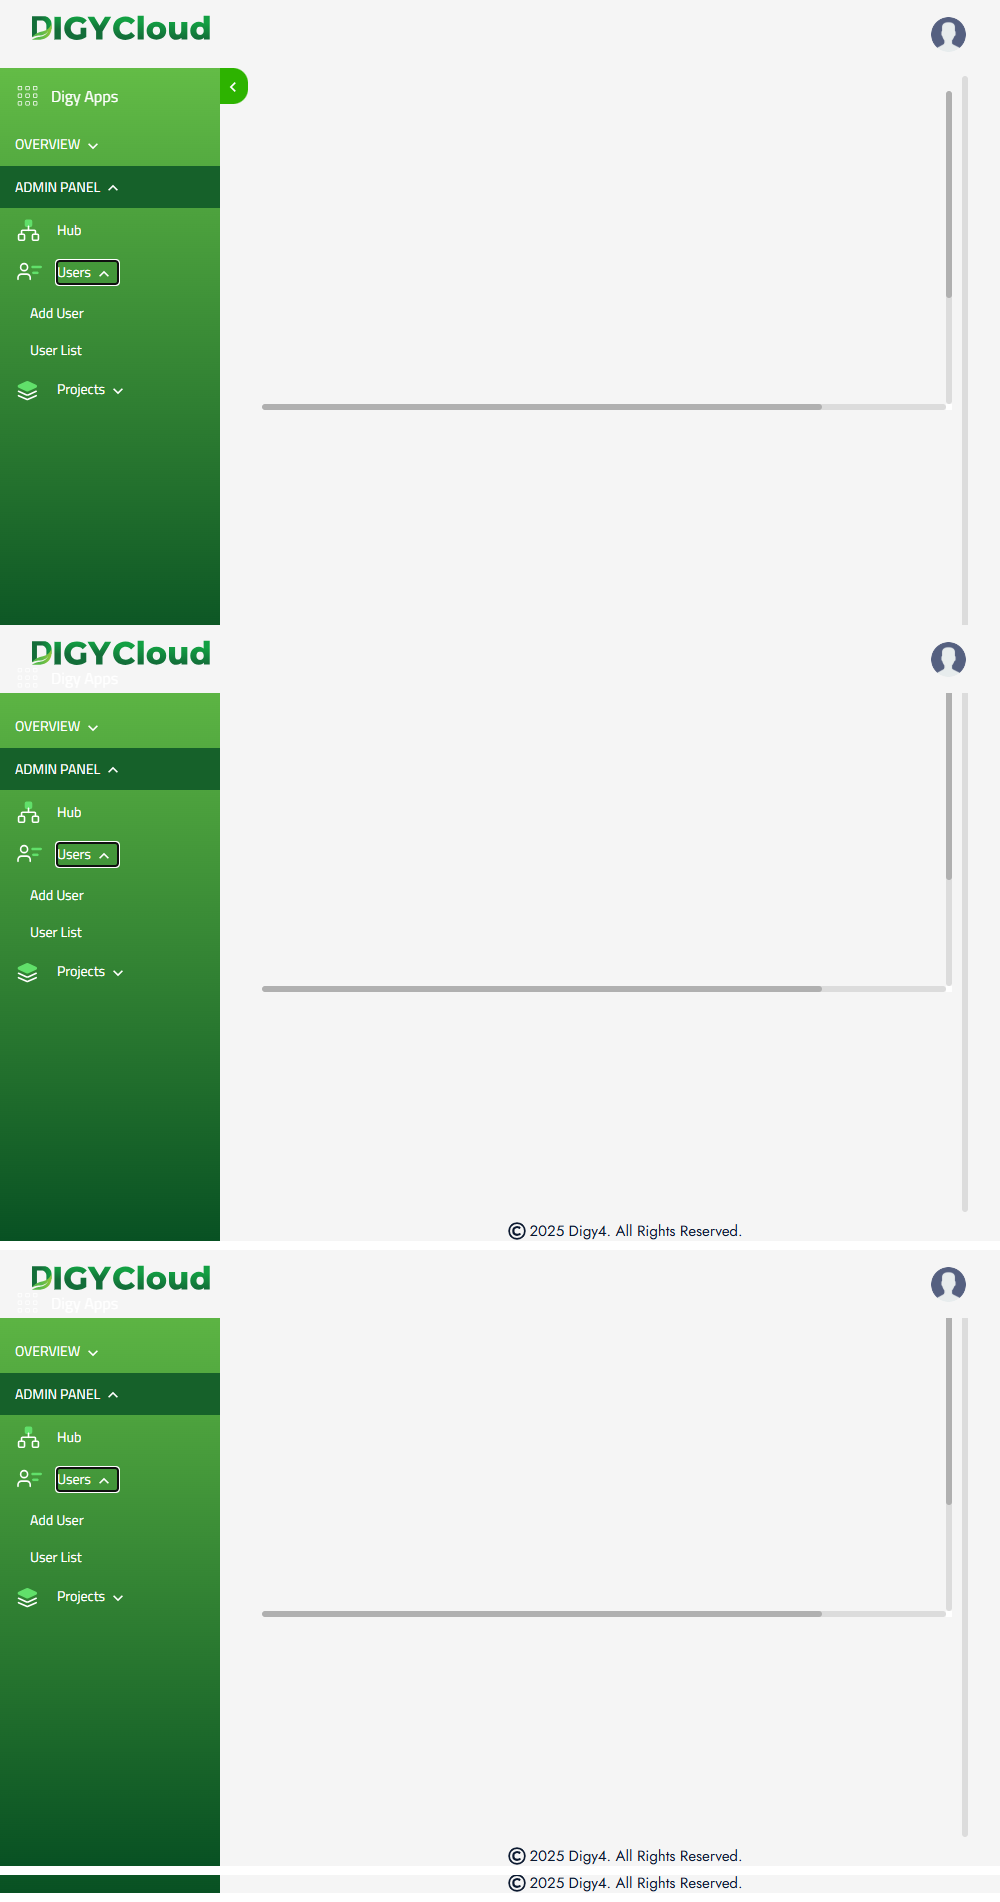 DIGYCloud
Digy Apps
OVERVIEW
ADMIN PANEL
Hub
Users
Add User
User List
Projects
DIGYCloud
Digy Apps
OVERVIEW
ADMIN PANEL
Hub
Users
Add User
User List
Projects
© 2025 Digy4. All Rights Reserved.
DIGYCloud
Digy Apps
OVERVIEW
ADMIN PANEL
Hub
Users
Add User
User List
Projects
© 2025 Digy4. All Rights Reserved.
© 2025 Digy4. All Rights Reserved.